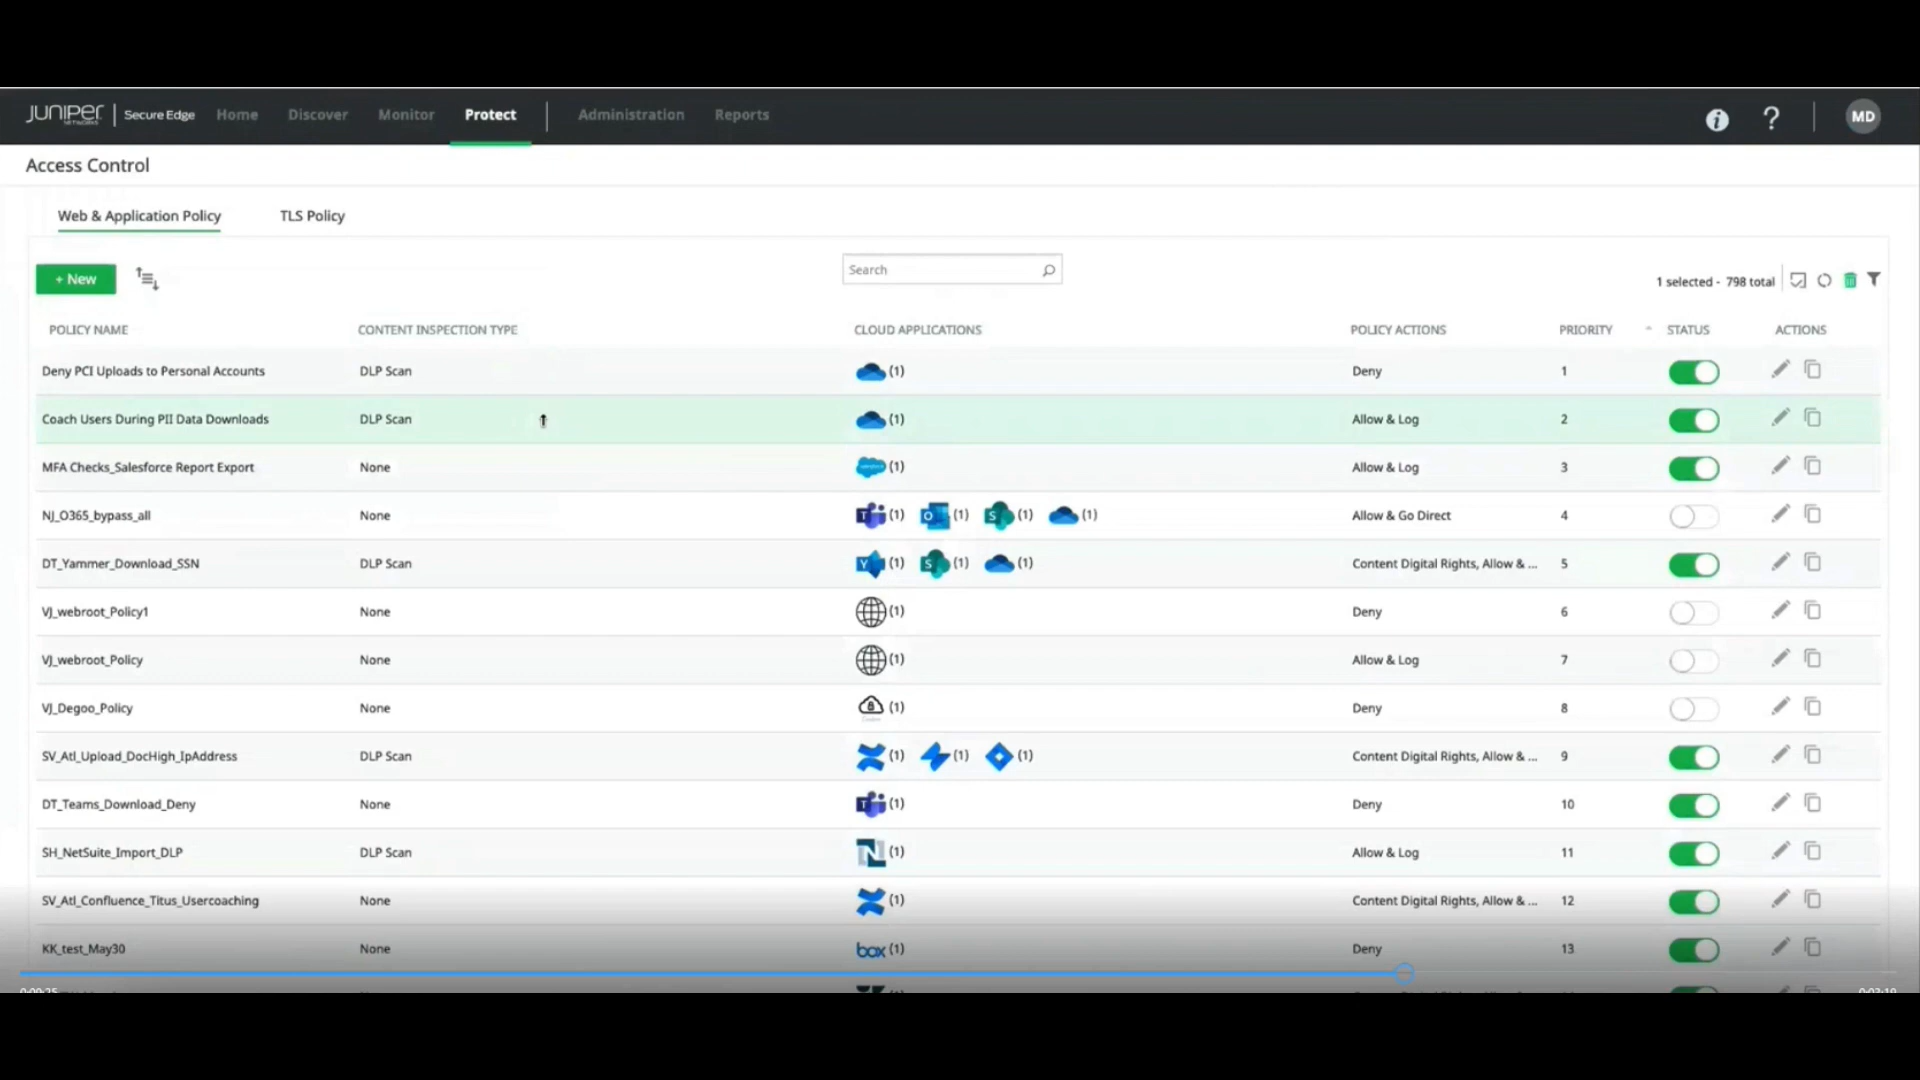 JUNIPEr NETWORKS | Secure Edge Home Discover Monitor Protect Administration Reports ? MD
Access Control
Web & Application Policy TLS Policy
+ New Search 1 selected - 798 total
POLICY NAME CONTENT INSPECTION TYPE CLOUD APPLICATIONS POLICY ACTIONS PRIORITY STATUS ACTIONS
Deny PCI Uploads to Personal Accounts DLP Scan (1) Deny 1
Coach Users During PII Data Downloads DLP Scan (1) Allow & Log 2
MFA Checks_Salesforce Report Export None (1) Allow & Log 3
NJ_O365_bypass_all None T (1) O (1) S (1) (1) Allow & Go Direct 4
DT_Yammer_Download_SSN DLP Scan Y (1) S (1) (1) Content Digital Rights, Allow & ... 5
VJ_webroot_Policy1 None (1) Deny 6
VJ_webroot_Policy None (1) Allow & Log 7
VJ_Degoo_Policy None (1) Deny 8
SV_Atl_Upload_DocHigh_IpAddress DLP Scan (1) (1) (1) Content Digital Rights, Allow & ... 9
DT_Teams_Download_Deny None T (1) Deny 10
SH_NetSuite_Import_DLP DLP Scan N (1) Allow & Log 11
SV_Atl_Confluence_Titus_Usercoaching None (1) Content Digital Rights, Allow & ... 12
KK_test_May30 None box (1) Deny 13